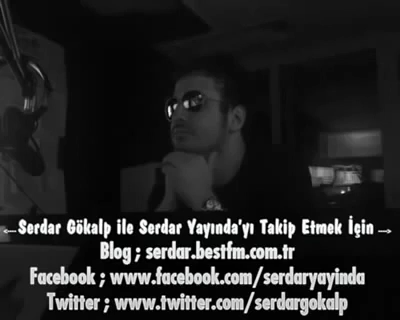 ←Serdar Gökalp ile Serdar Yayında'yı Takip Etmek İçin→
Blog ; serdar.bestfm.com.tr
Facebook ; www.facebook.com/serdaryayinda
Twitter ; www.twitter.com/serdargokalp